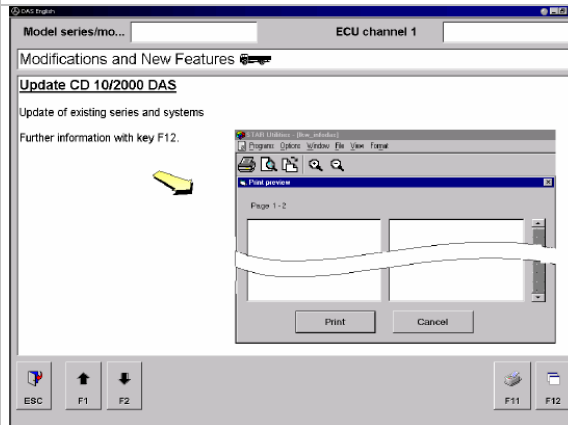 DAS English
Model series/mo...
ECU channel 1
Modifications and New Features
Update CD 10/2000 DAS
Update of existing series and systems
Further information with key F12.
STAR Utilities -
Programs Options Window File View Format
Print preview
Page 1-2
Print
Cancel
ESC
F1
F2
F11
F12